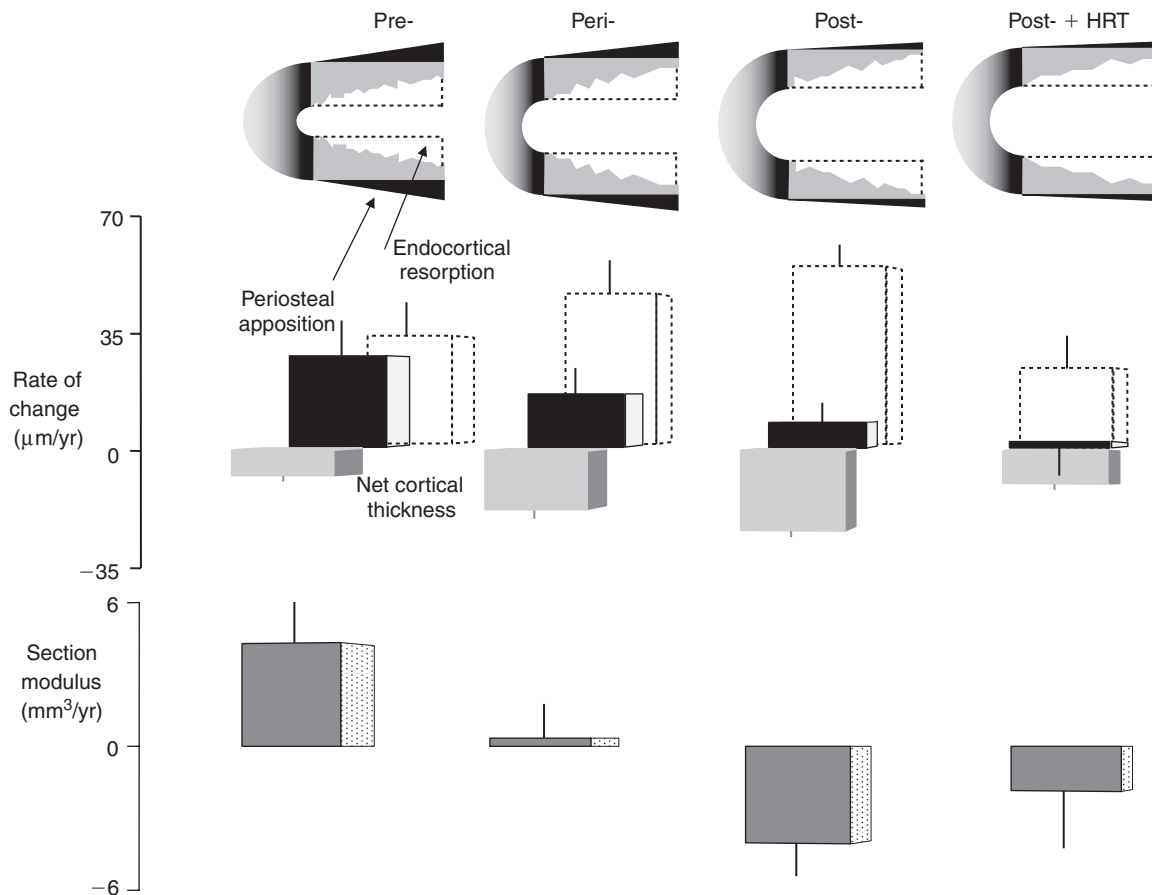 Pre-
Peri-
Post-
Post- + HRT
70
35
0
−35
Rate of
change
(μm/yr)
Endocortical
resorption
Periosteal
apposition
Net cortical
thickness
6
0
−6
Section
modulus
(mm³/yr)